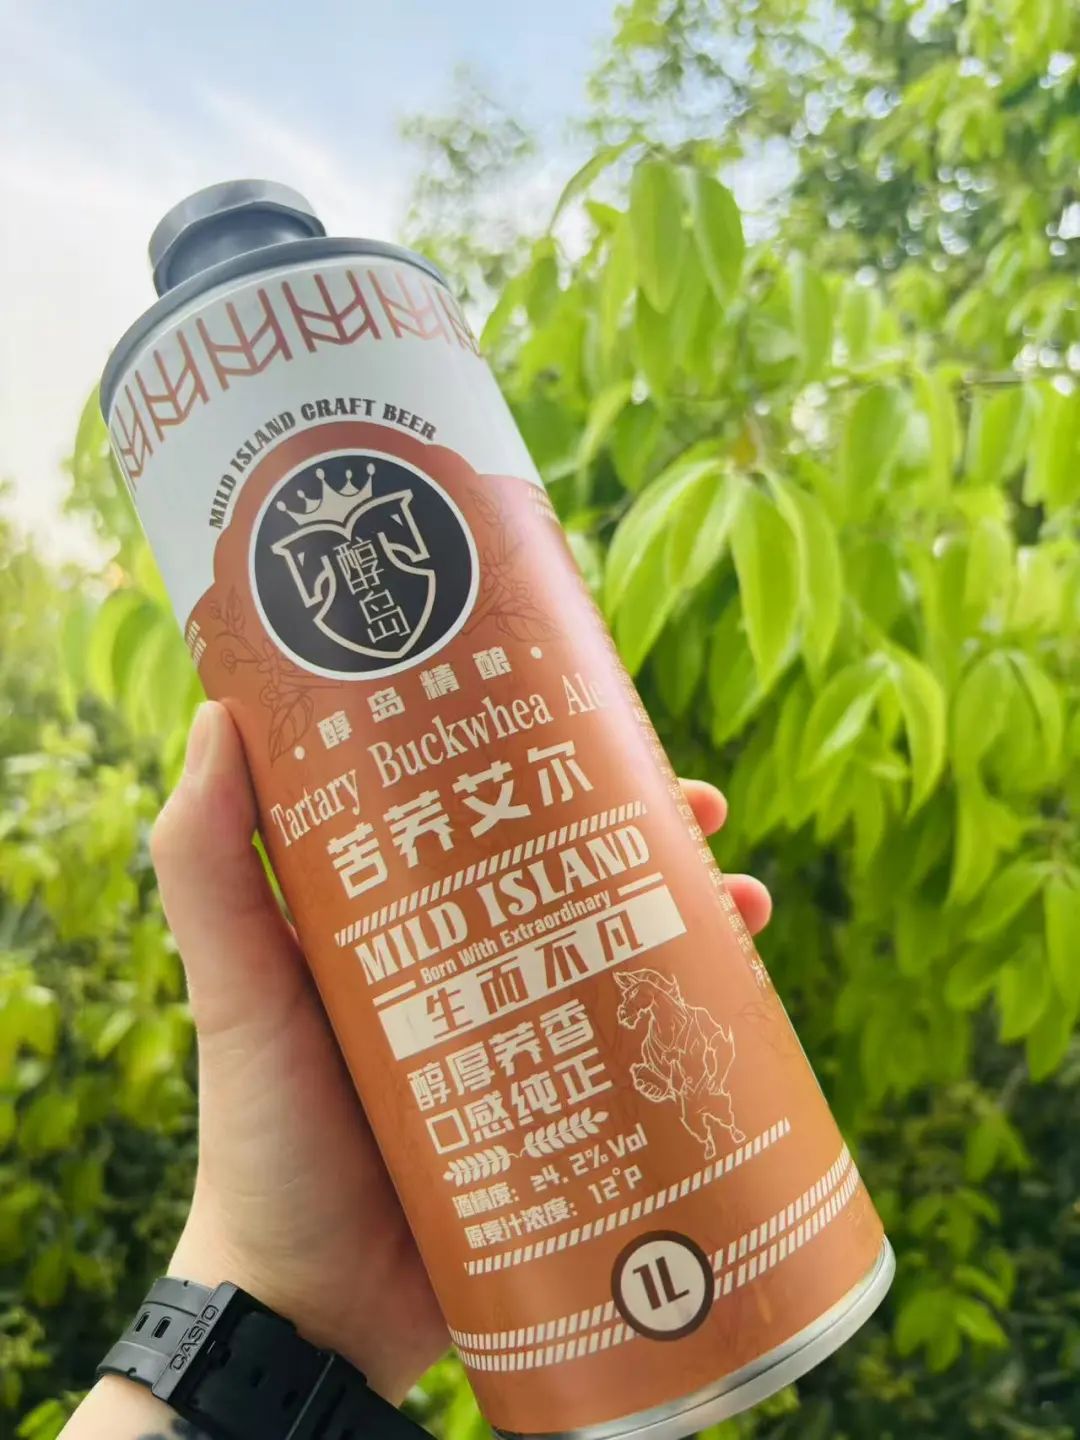 MILD ISLAND CRAFT BEER
醇岛
·醇岛精酿·
Tartary Buckwhea Ale
苦荞艾尔
MILD ISLAND
Born With Extraordinary
生而不凡
醇厚荞香
口感纯正
酒精度: ≥4.2%Vol
原麦汁浓度: 12°P
1L
CASIO